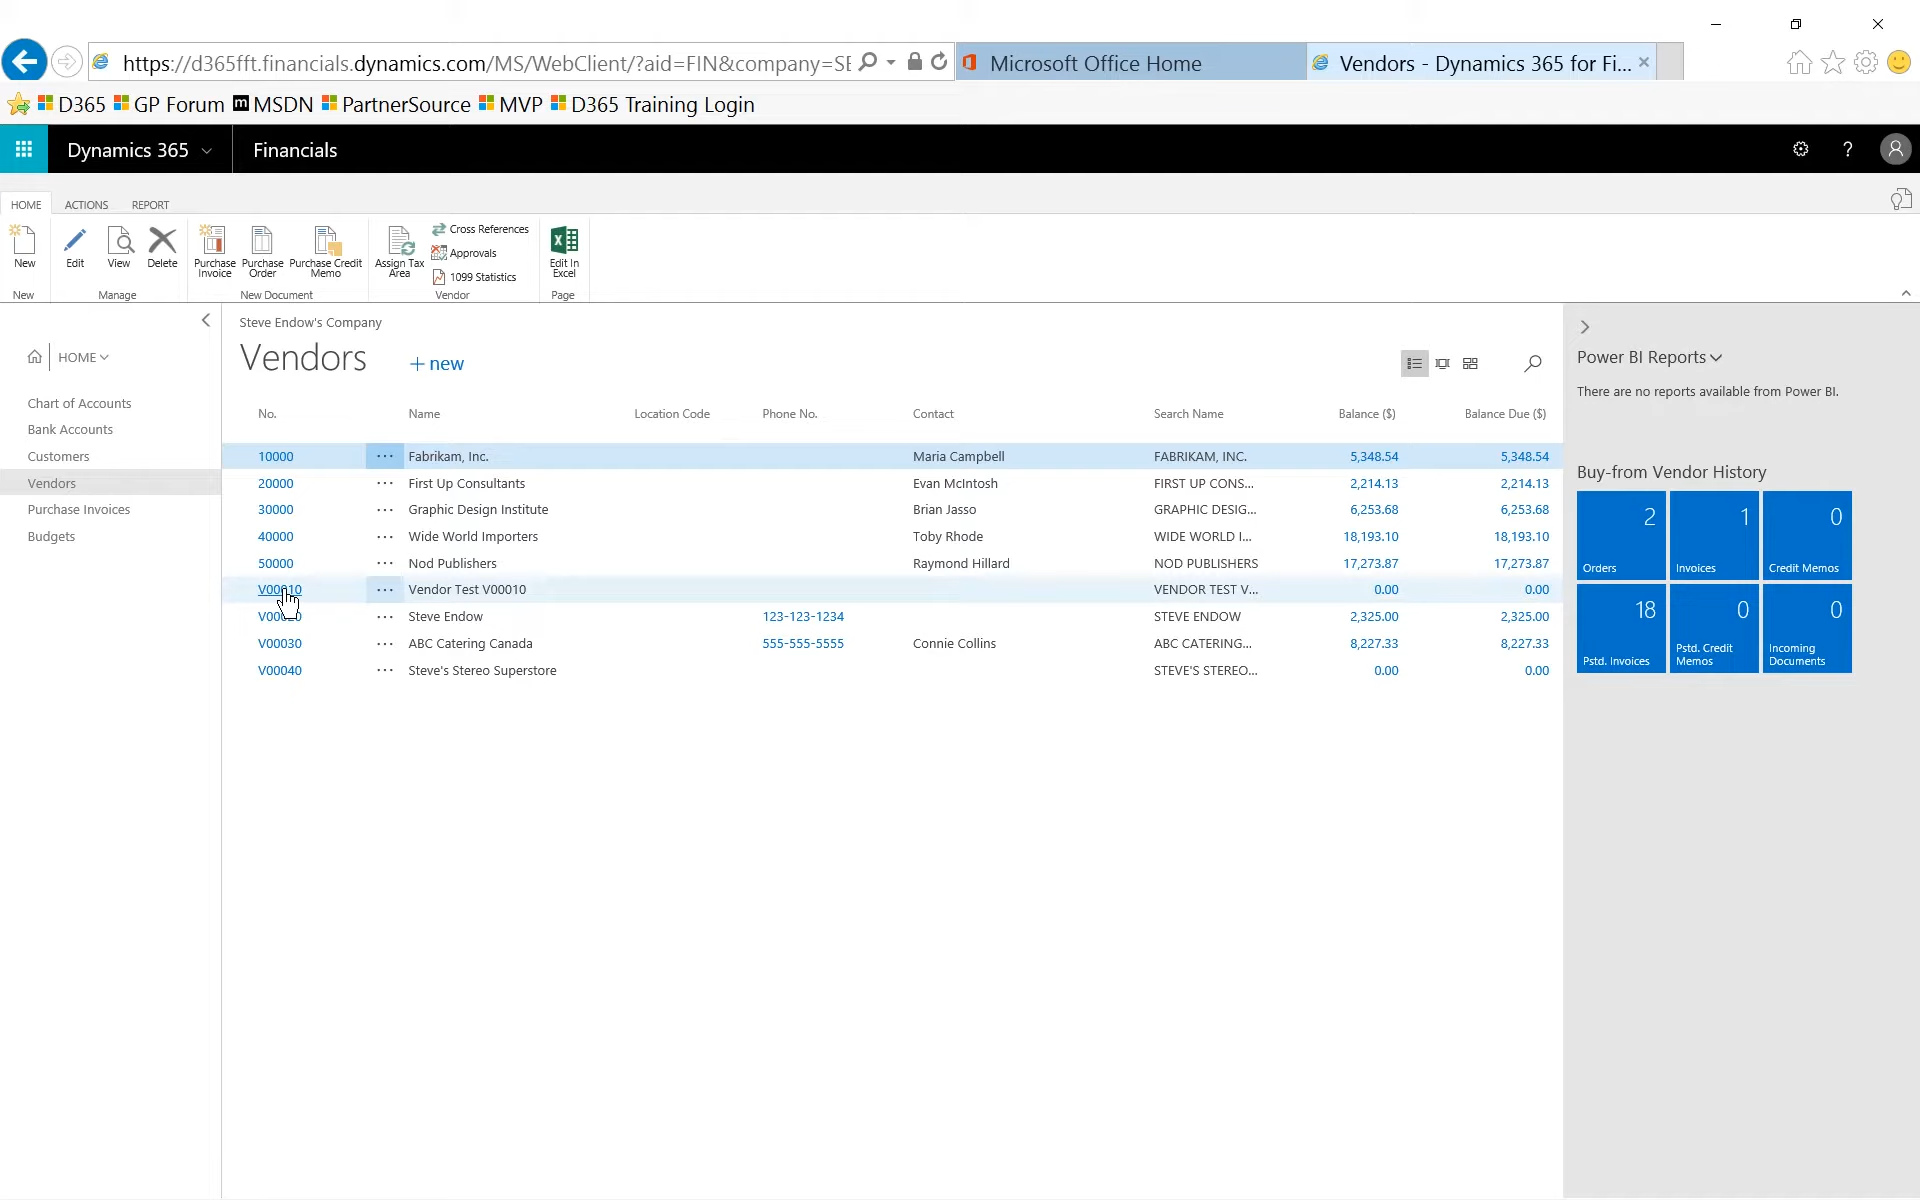 https://d365fft.financials.dynamics.com/MS/WebClient/?aid=FIN&company=SE
Microsoft Office Home
Vendors - Dynamics 365 for Fi...
D365 GP Forum MSDN PartnerSource MVP D365 Training Login
Dynamics 365 Financials
HOME ACTIONS REPORT
New
Edit
View
Delete
Purchase Invoice
Purchase Order
Purchase Credit Memo
Assign Tax Area
Cross References
Approvals
1099 Statistics
Edit In Excel
New Manage New Document Vendor Page
Steve Endow's Company
Vendors + new
HOME
Chart of Accounts
Bank Accounts
Customers
Vendors
Purchase Invoices
Budgets
No. Name Location Code Phone No. Contact Search Name Balance ($) Balance Due ($)
10000 ... Fabrikam, Inc. Maria Campbell FABRIKAM, INC. 5,348.54 5,348.54
20000 ... First Up Consultants Evan McIntosh FIRST UP CONS... 2,214.13 2,214.13
30000 ... Graphic Design Institute Brian Jasso GRAPHIC DESIG... 6,253.68 6,253.68
40000 ... Wide World Importers Toby Rhode WIDE WORLD I... 18,193.10 18,193.10
50000 ... Nod Publishers Raymond Hillard NOD PUBLISHERS 17,273.87 17,273.87
V00010 ... Vendor Test V00010 VENDOR TEST V... 0.00 0.00
V00020 ... Steve Endow 123-123-1234 STEVE ENDOW 2,325.00 2,325.00
V00030 ... ABC Catering Canada 555-555-5555 Connie Collins ABC CATERING... 8,227.33 8,227.33
V00040 ... Steve's Stereo Superstore STEVE'S STEREO... 0.00 0.00
Power BI Reports
There are no reports available from Power BI.
Buy-from Vendor History
2 Orders
1 Invoices
0 Credit Memos
18 Pstd. Invoices
0 Pstd. Credit Memos
0 Incoming Documents